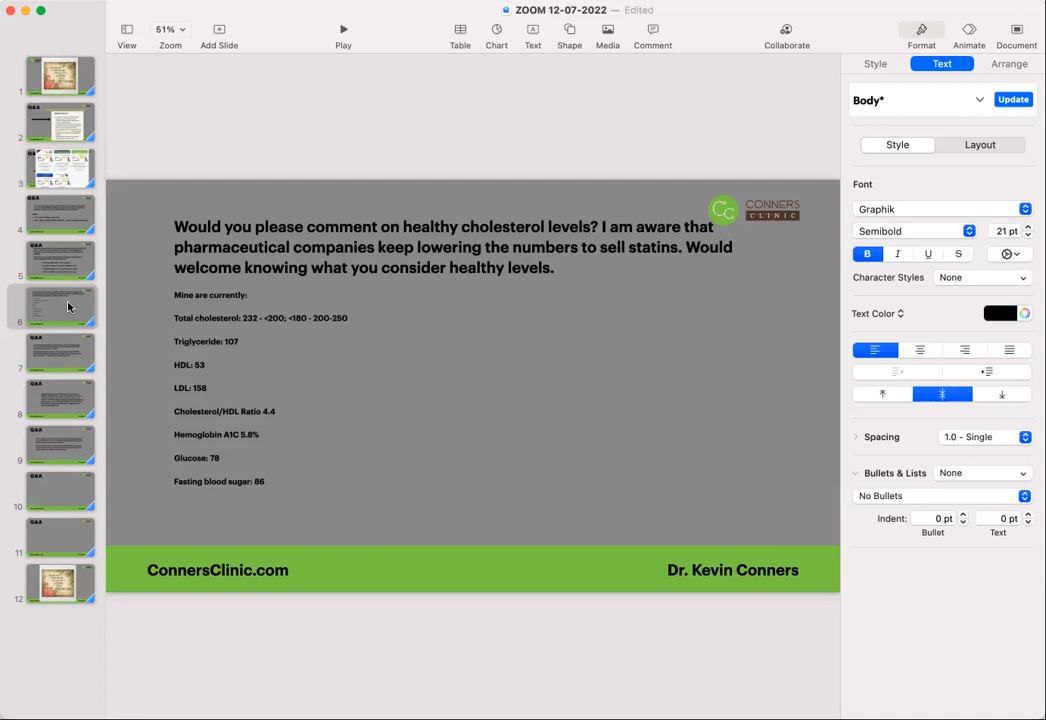 ZOOM 12-07-2022 — Edited
51%
View
Zoom
Add Slide
Play
Table
Chart
Text
Shape
Media
Comment
Collaborate
Format
Animate
Document
Style
Text
Arrange
Body*
Update
Style
Layout
Font
Graphik
Semibold
21 pt
B
I
U
S
Character Styles
None
Text Color
Spacing
1.0 - Single
Bullets & Lists
None
No Bullets
Indent:
0 pt
0 pt
Bullet
Text
1
Q&A
2
3
Q&A
4
Q&A
5
6
Q&A
7
Q&A
8
Q&A
9
Q&A
10
Q&A
11
12
CC
CONNERS
CLINIC
Would you please comment on healthy cholesterol levels? I am aware that
pharmaceutical companies keep lowering the numbers to sell statins. Would
welcome knowing what you consider healthy levels.
Mine are currently:
Total cholesterol: 232 - <200; <180 - 200-250
Triglyceride: 107
HDL: 53
LDL: 158
Cholesterol/HDL Ratio 4.4
Hemoglobin A1C 5.8%
Glucose: 78
Fasting blood sugar: 86
ConnersClinic.com
Dr. Kevin Conners